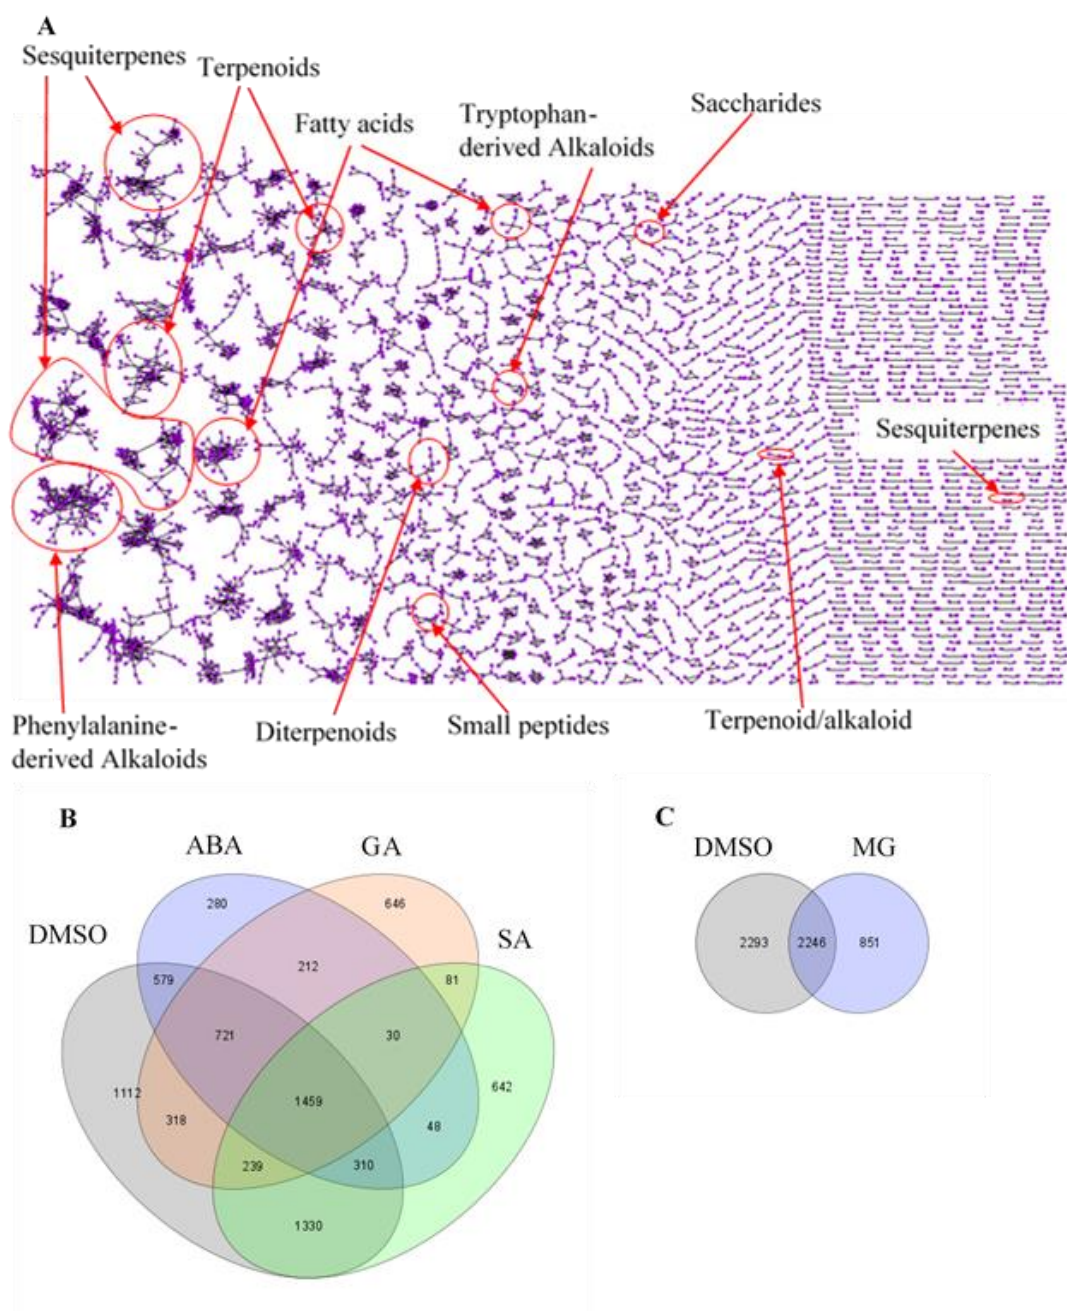 A
Sesquiterpenes
Terpenoids
Fatty acids
Tryptophan-
derived Alkaloids
Saccharides
Sesquiterpenes
Phenylalanine-
derived Alkaloids
Diterpenoids
Small peptides
Terpenoid/alkaloid
B
ABA
GA
DMSO
SA
280
646
579
212
81
721
30
1112
318
1459
48
642
239
310
1330
C
DMSO
MG
2293
2246
851